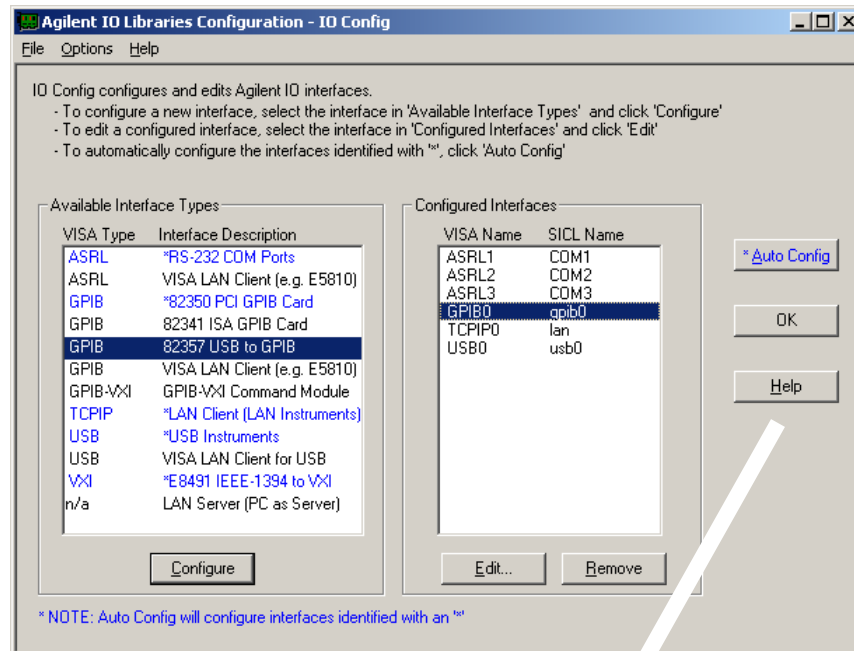 Agilent IO Libraries Configuration - IO Config
File Options Help
IO Config configures and edits Agilent IO interfaces.
- To configure a new interface, select the interface in 'Available Interface Types' and click 'Configure'
- To edit a configured interface, select the interface in 'Configured Interfaces' and click 'Edit'
- To automatically configure the interfaces identified with '*', click 'Auto Config'
Available Interface Types
VISA Type Interface Description
ASRL *RS-232 COM Ports
ASRL VISA LAN Client (e.g. E5810)
GPIB *82350 PCI GPIB Card
GPIB 82341 ISA GPIB Card
GPIB 82357 USB to GPIB
GPIB VISA LAN Client (e.g. E5810)
GPIB-VXI GPIB-VXI Command Module
TCPIP *LAN Client (LAN Instruments)
USB *USB Instruments
USB VISA LAN Client for USB
VXI *E8491 IEEE-1394 to VXI
n/a LAN Server (PC as Server)
Configure
Configured Interfaces
VISA Name SICL Name
ASRL1 COM1
ASRL2 COM2
ASRL3 COM3
GPIB0 gpib0
TCPIP0 lan
USB0 usb0
Edit... Remove
* Auto Config
OK
Help
* NOTE: Auto Config will configure interfaces identified with an '*'